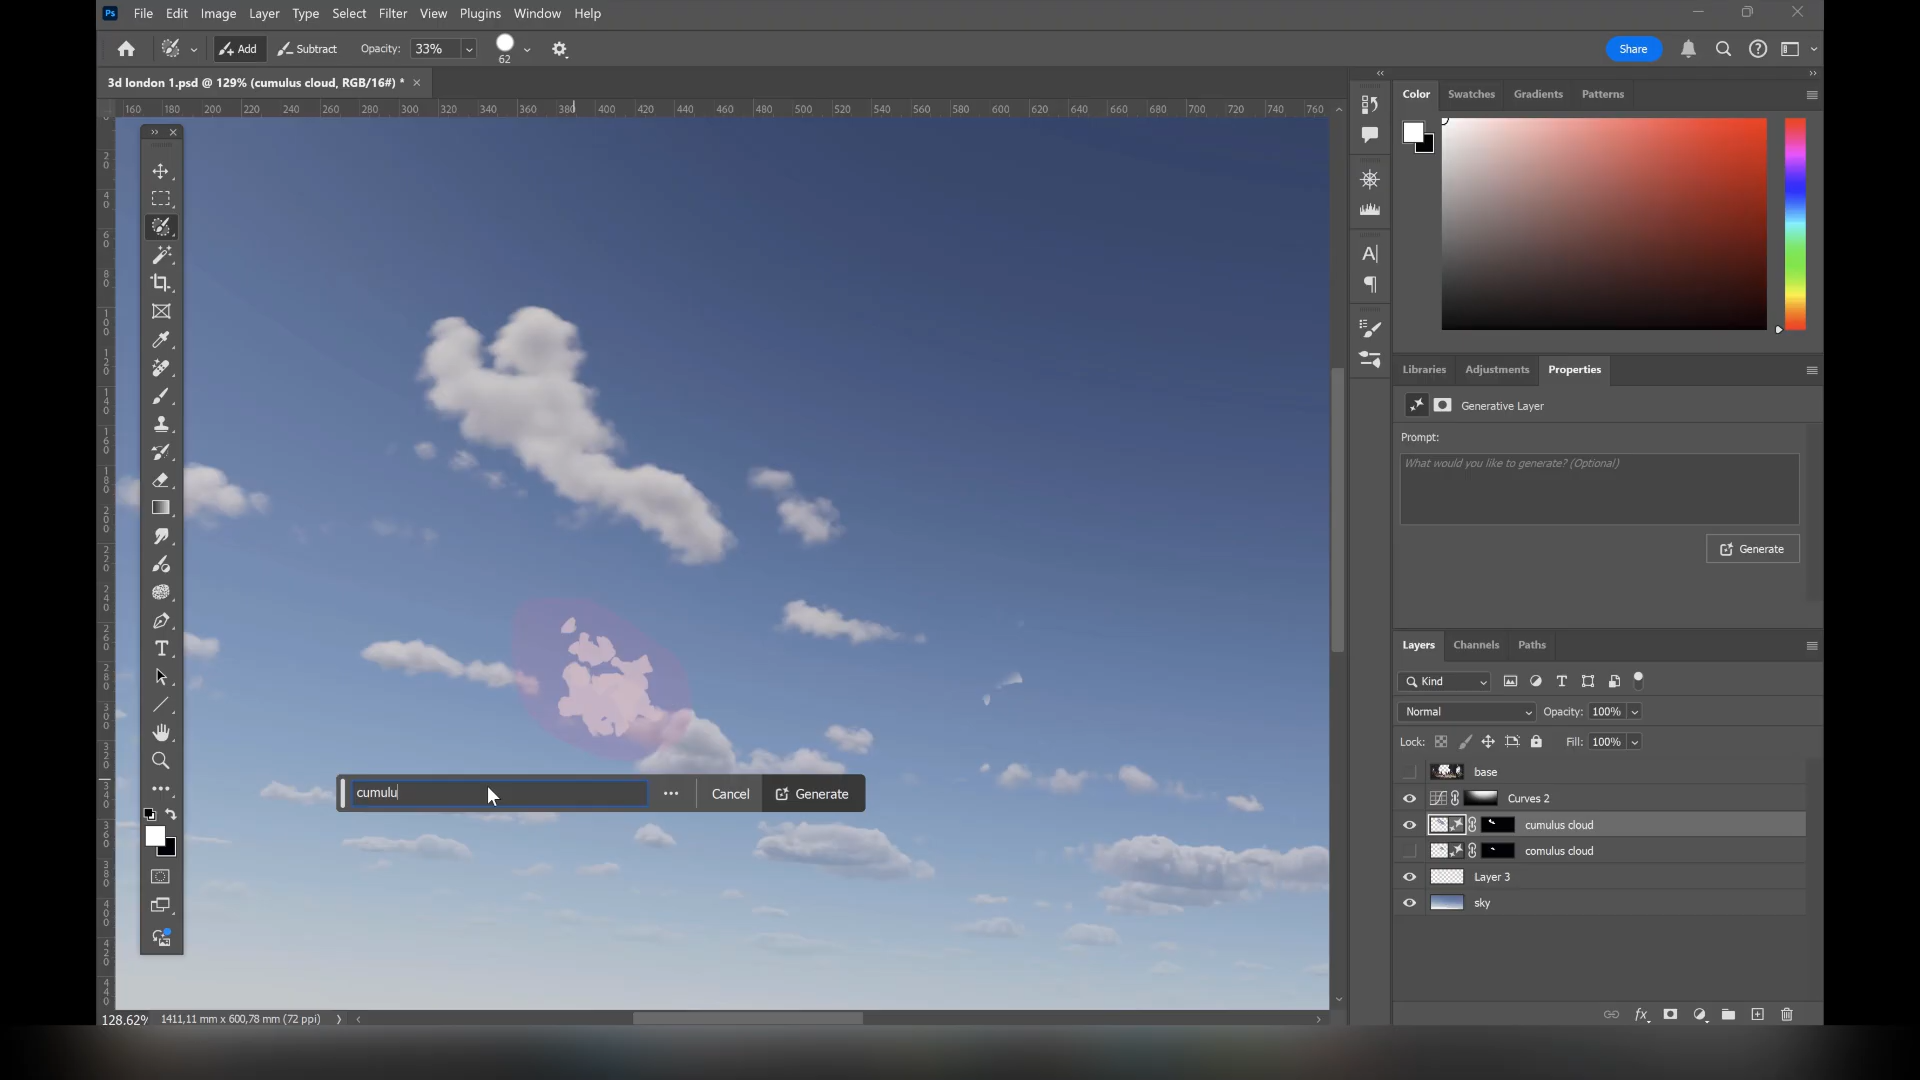 Ps File Edit Image Layer Type Select Filter View Plugins Window Help
Add Subtract Opacity: 33% 62 Share
3d london 1.psd @ 129% (cumulus cloud, RGB/16#) * ×
160 180 200 220 240 260 280 300 320 340 360 380 400 420 440 460 480 500 520 540 560 580 600 620 640 660 680 700 720 740 760
Color Swatches Gradients Patterns
Libraries Adjustments Properties
Generative Layer
Prompt:
What would you like to generate? (Optional)
Generate
Layers Channels Paths
Kind
Normal Opacity: 100%
Lock: Fill: 100%
base
Curves 2
cumulus cloud
comulus cloud
Layer 3
sky
cumulu
Cancel Generate
128.62% 1411,11 mm x 600,78 mm (72 ppi)
fx